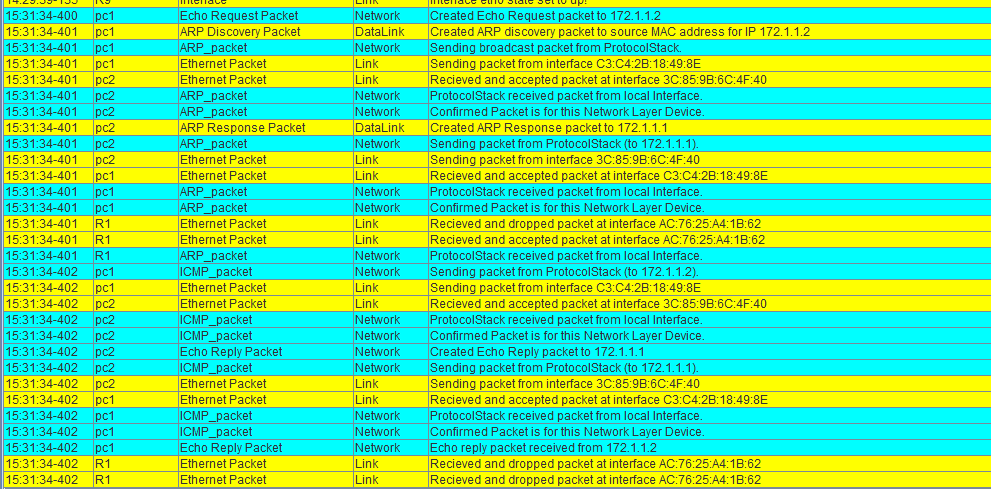 14:29:39-135 R9 Interface Link Interface etho state set to up!
15:31:34-400 pc1 Echo Request Packet Network Created Echo Request packet to 172.1.1.2
15:31:34-401 pc1 ARP Discovery Packet DataLink Created ARP discovery packet to source MAC address for IP 172.1.1.2
15:31:34-401 pc1 ARP_packet Network Sending broadcast packet from ProtocolStack.
15:31:34-401 pc1 Ethernet Packet Link Sending packet from interface C3:C4:2B:18:49:8E
15:31:34-401 pc2 Ethernet Packet Link Recieved and accepted packet at interface 3C:85:9B:6C:4F:40
15:31:34-401 pc2 ARP_packet Network ProtocolStack received packet from local Interface.
15:31:34-401 pc2 ARP_packet Network Confirmed Packet is for this Network Layer Device.
15:31:34-401 pc2 ARP Response Packet DataLink Created ARP Response packet to 172.1.1.1
15:31:34-401 pc2 ARP_packet Network Sending packet from ProtocolStack (to 172.1.1.1).
15:31:34-401 pc2 Ethernet Packet Link Sending packet from interface 3C:85:9B:6C:4F:40
15:31:34-401 pc1 Ethernet Packet Link Recieved and accepted packet at interface C3:C4:2B:18:49:8E
15:31:34-401 pc1 ARP_packet Network ProtocolStack received packet from local Interface.
15:31:34-401 pc1 ARP_packet Network Confirmed Packet is for this Network Layer Device.
15:31:34-401 R1 Ethernet Packet Link Recieved and dropped packet at interface AC:76:25:A4:1B:62
15:31:34-401 R1 Ethernet Packet Link Recieved and accepted packet at interface AC:76:25:A4:1B:62
15:31:34-401 R1 ARP_packet Network ProtocolStack received packet from local Interface.
15:31:34-402 pc1 ICMP_packet Network Sending packet from ProtocolStack (to 172.1.1.2).
15:31:34-402 pc1 Ethernet Packet Link Sending packet from interface C3:C4:2B:18:49:8E
15:31:34-402 pc2 Ethernet Packet Link Recieved and accepted packet at interface 3C:85:9B:6C:4F:40
15:31:34-402 pc2 ICMP_packet Network ProtocolStack received packet from local Interface.
15:31:34-402 pc2 ICMP_packet Network Confirmed Packet is for this Network Layer Device.
15:31:34-402 pc2 Echo Reply Packet Network Created Echo Reply packet to 172.1.1.1
15:31:34-402 pc2 ICMP_packet Network Sending packet from ProtocolStack (to 172.1.1.1).
15:31:34-402 pc2 Ethernet Packet Link Sending packet from interface 3C:85:9B:6C:4F:40
15:31:34-402 pc1 Ethernet Packet Link Recieved and accepted packet at interface C3:C4:2B:18:49:8E
15:31:34-402 pc1 ICMP_packet Network ProtocolStack received packet from local Interface.
15:31:34-402 pc1 ICMP_packet Network Confirmed Packet is for this Network Layer Device.
15:31:34-402 pc1 Echo Reply Packet Network Echo reply packet received from 172.1.1.2
15:31:34-402 R1 Ethernet Packet Link Recieved and dropped packet at interface AC:76:25:A4:1B:62
15:31:34-402 R1 Ethernet Packet Link Recieved and dropped packet at interface AC:76:25:A4:1B:62